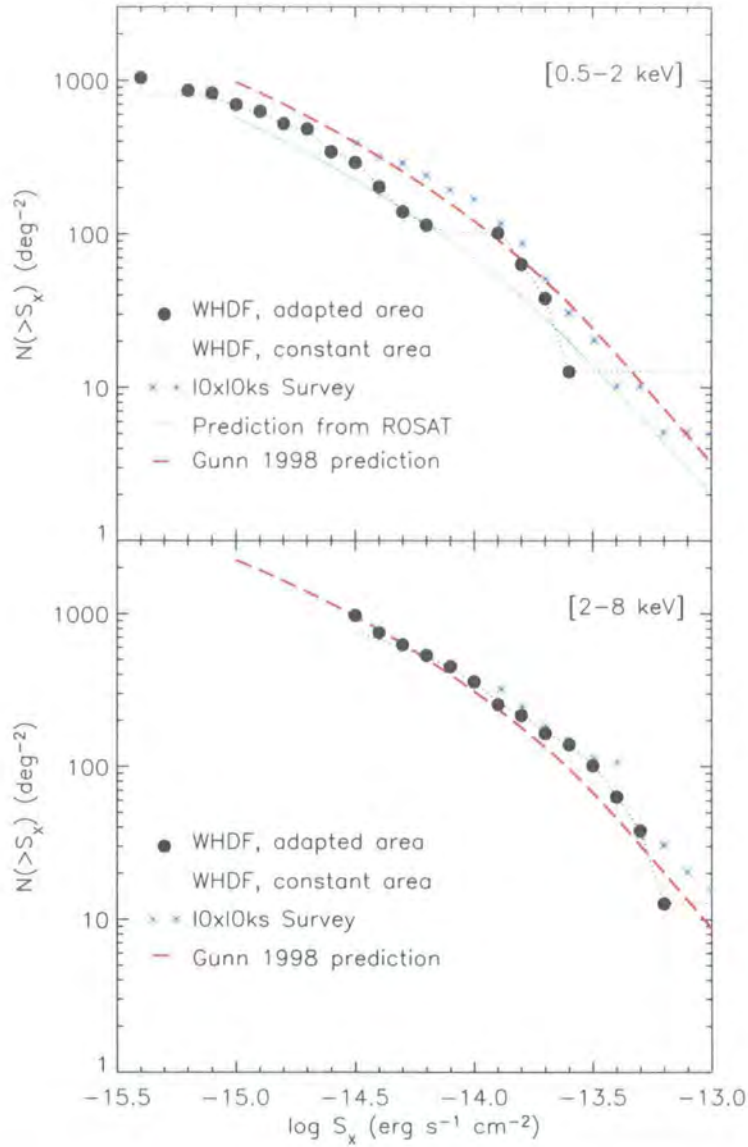 [0.5–2 keV]
1000
100
10
1
N(>Sₓ) (deg⁻²)
WHDF, adapted area
WHDF, constant area
10x10ks Survey
Prediction from ROSAT
Gunn 1998 prediction
[2–8 keV]
1000
100
10
1
N(>Sₓ) (deg⁻²)
WHDF, adapted area
WHDF, constant area
10x10ks Survey
Gunn 1998 prediction
−15.5 −15.0 −14.5 −14.0 −13.5 −13.0
log Sₓ (erg s⁻¹ cm⁻²)